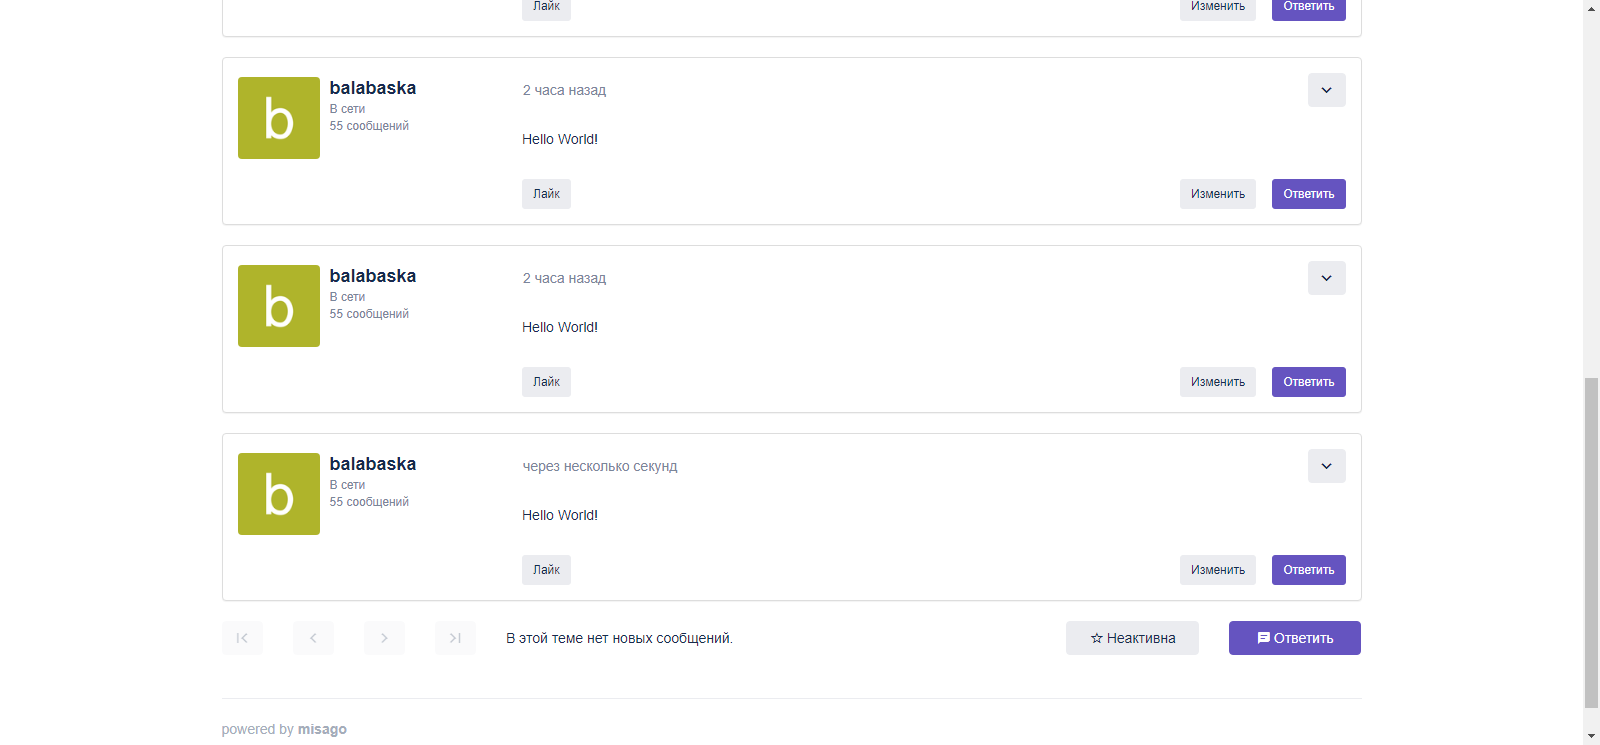 Лайк Изменить Ответить
b balabaska 2 часа назад
В сети
55 сообщений
Hello World!
Лайк Изменить Ответить
b balabaska 2 часа назад
В сети
55 сообщений
Hello World!
Лайк Изменить Ответить
b balabaska через несколько секунд
В сети
55 сообщений
Hello World!
Лайк Изменить Ответить
В этой теме нет новых сообщений. Неактивна Ответить
powered by misago